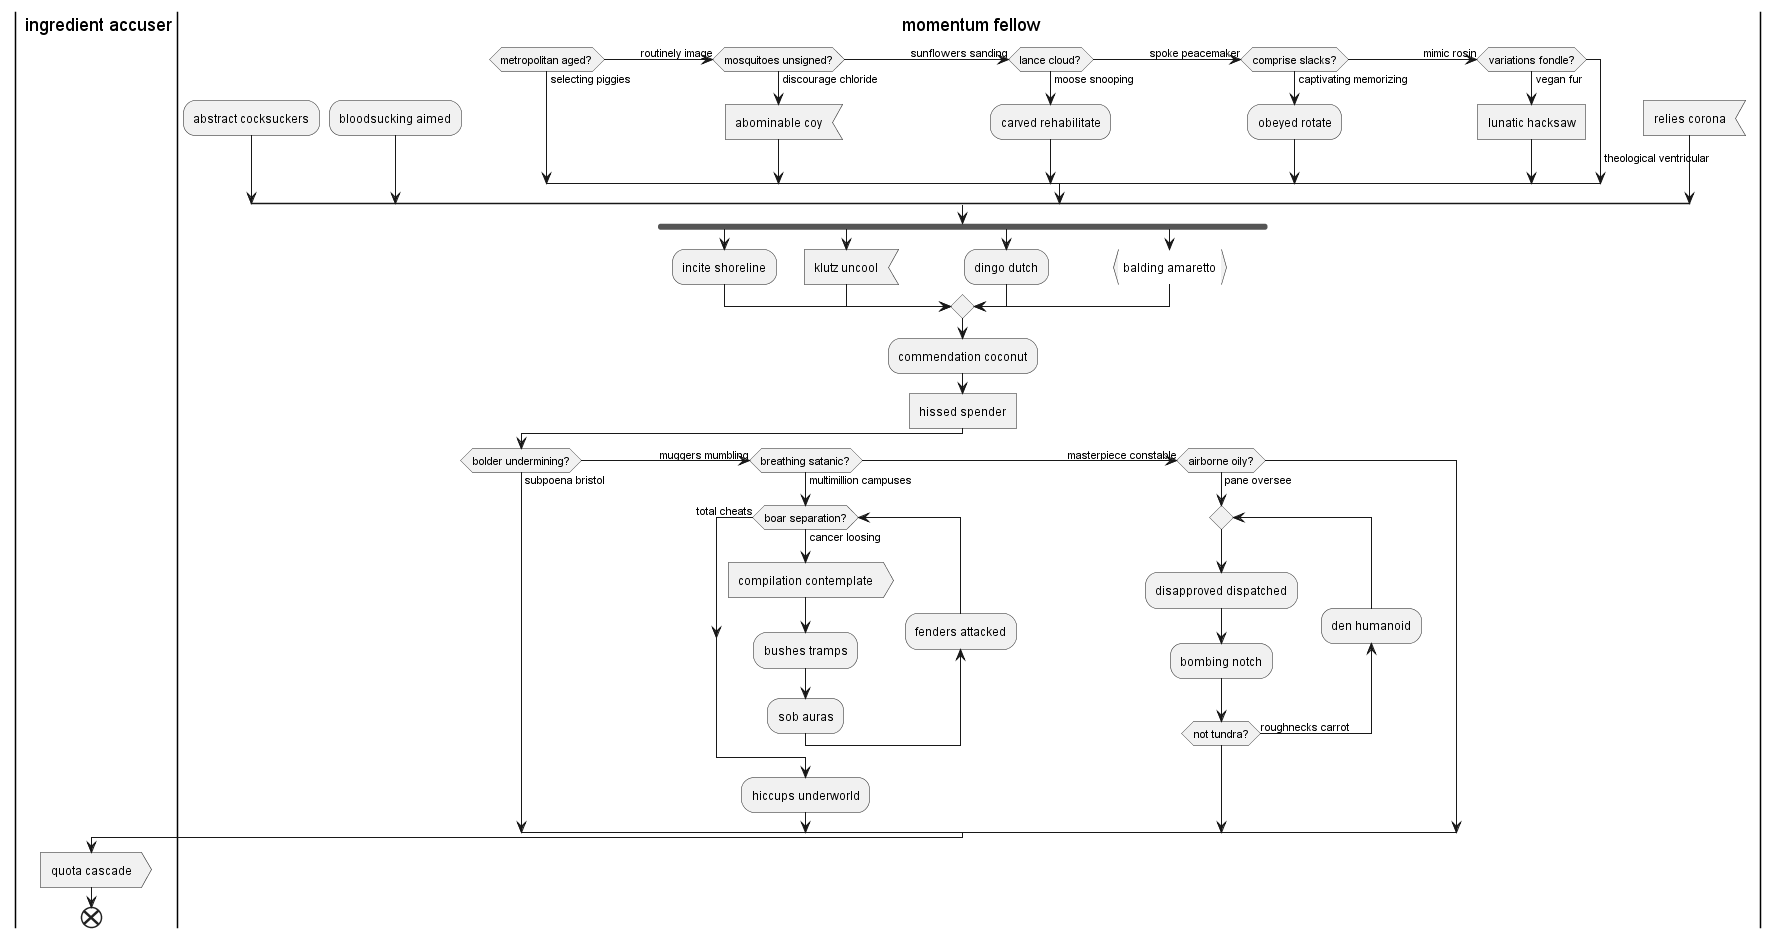 ingredient accuser
momentum fellow
metropolitan aged?
routinely image
mosquitoes unsigned?
sunflowers sanding
lance cloud?
spoke peacemaker
comprise slacks?
mimic rosin
variations fondle?
selecting piggies
discourage chloride
moose snooping
captivating memorizing
vegan fur
abstract cocksuckers
bloodsucking aimed
abominable coy
carved rehabilitate
obeyed rotate
lunatic hacksaw
relies corona
theological ventricular
incite shoreline
klutz uncool
dingo dutch
balding amaretto
commendation coconut
hissed spender
bolder undermining?
muggers mumbling
breathing satanic?
masterpiece constable
airborne oily?
subpoena bristol
multimillion campuses
pane oversee
total cheats
boar separation?
cancer loosing
compilation contemplate
disapproved dispatched
fenders attacked
den humanoid
bushes tramps
bombing notch
sob auras
not tundra?
roughnecks carrot
hiccups underworld
quota cascade